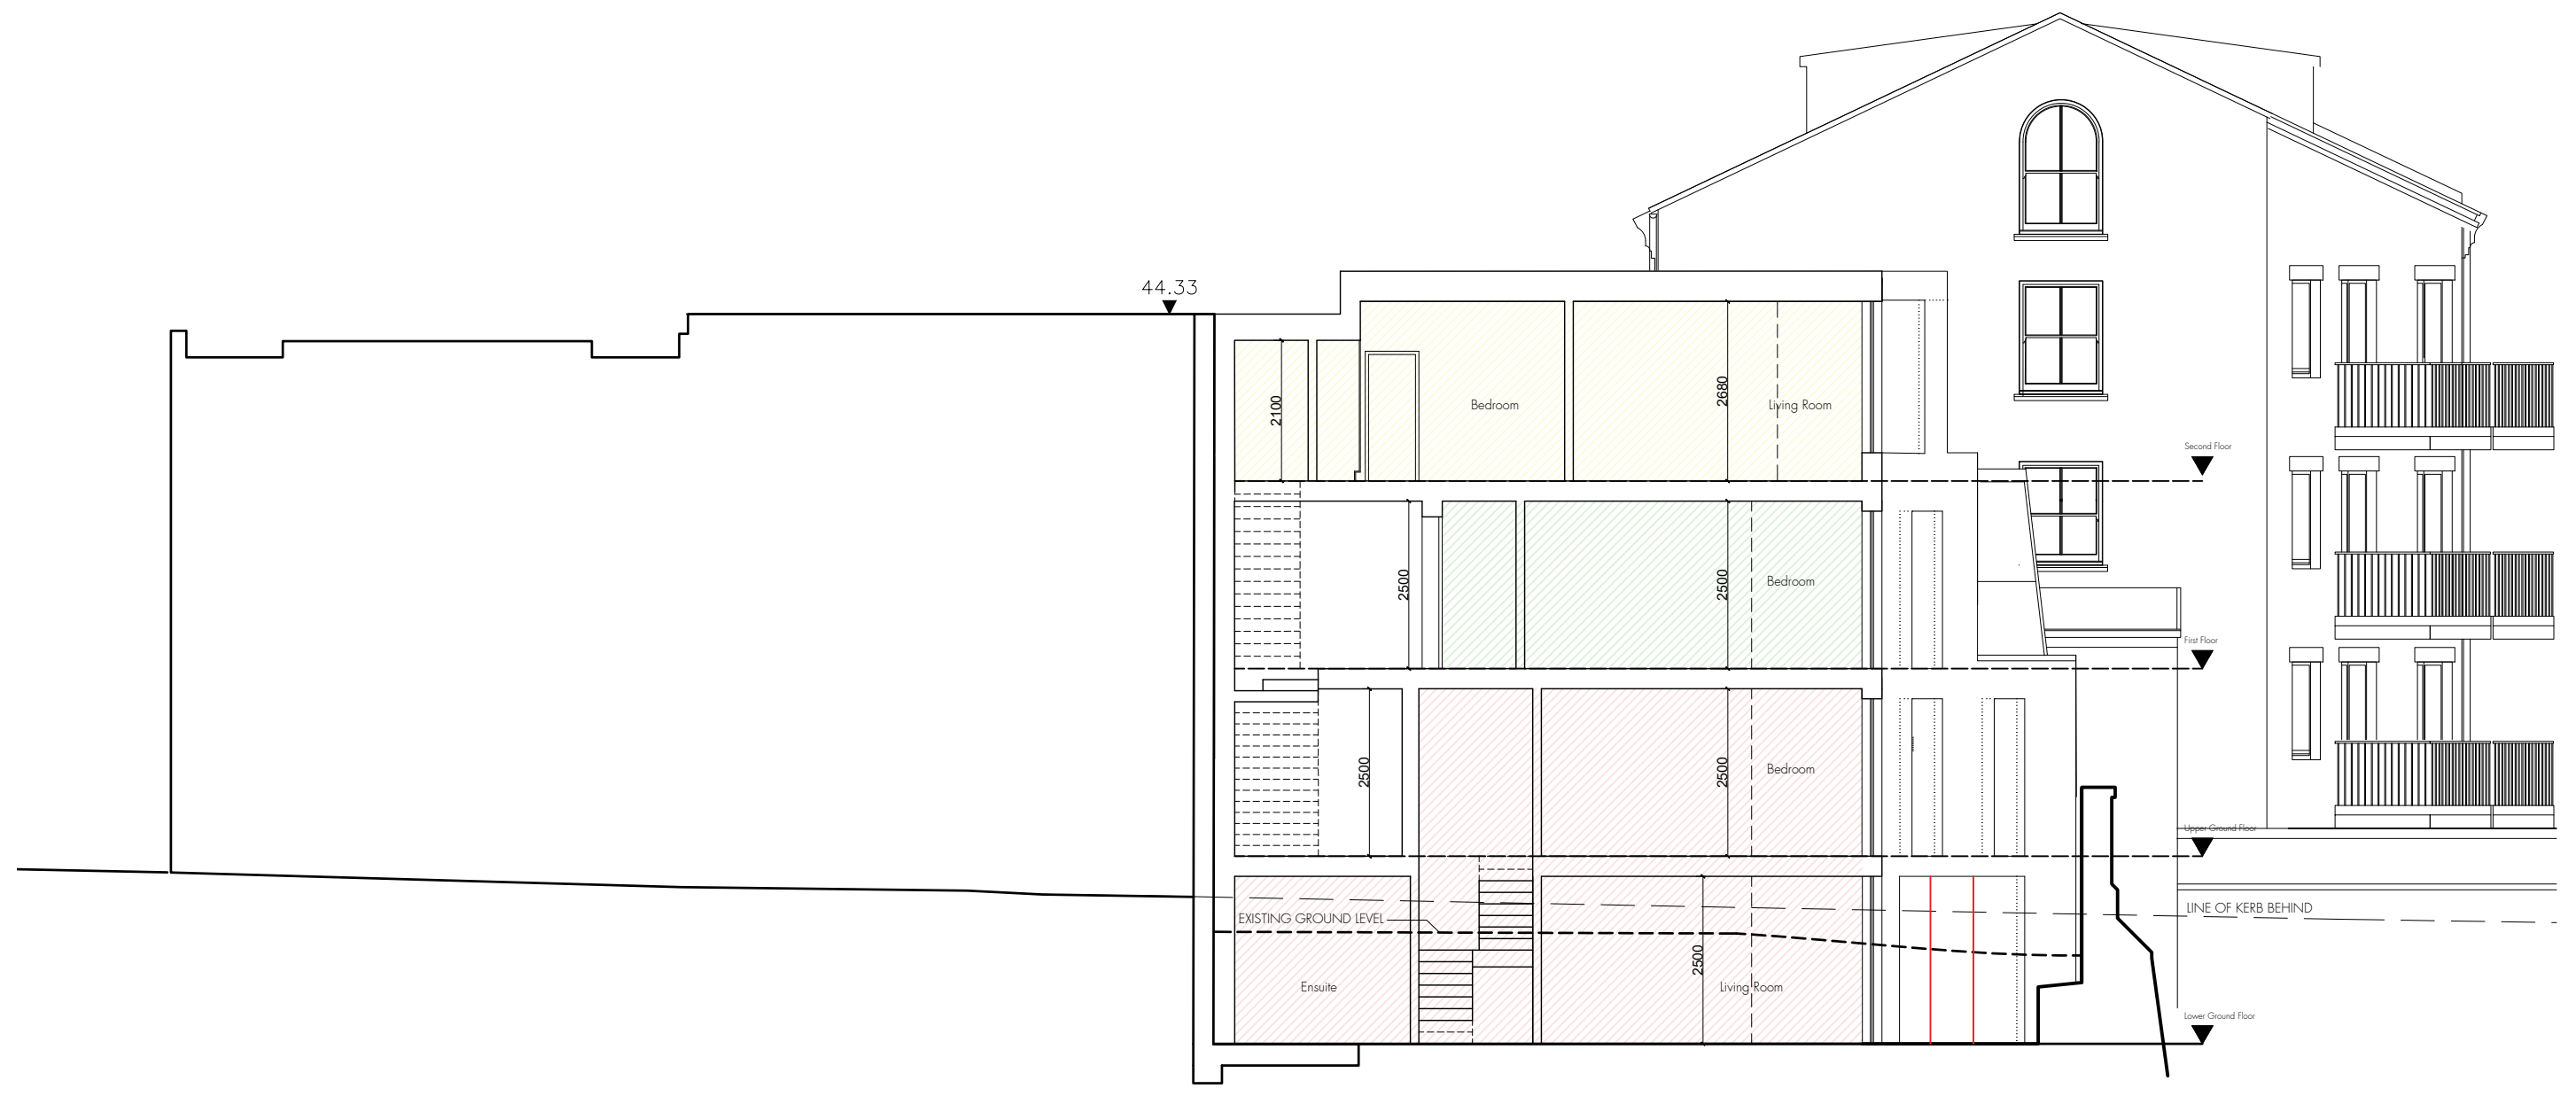 44.33
2100
Bedroom
2680
Living Room
Second Floor
2500
2500
Bedroom
First Floor
2500
2500
Bedroom
Upper Ground Floor
EXISTING GROUND LEVEL
LINE OF KERB BEHIND
2500
Ensuite
Living Room
Lower Ground Floor